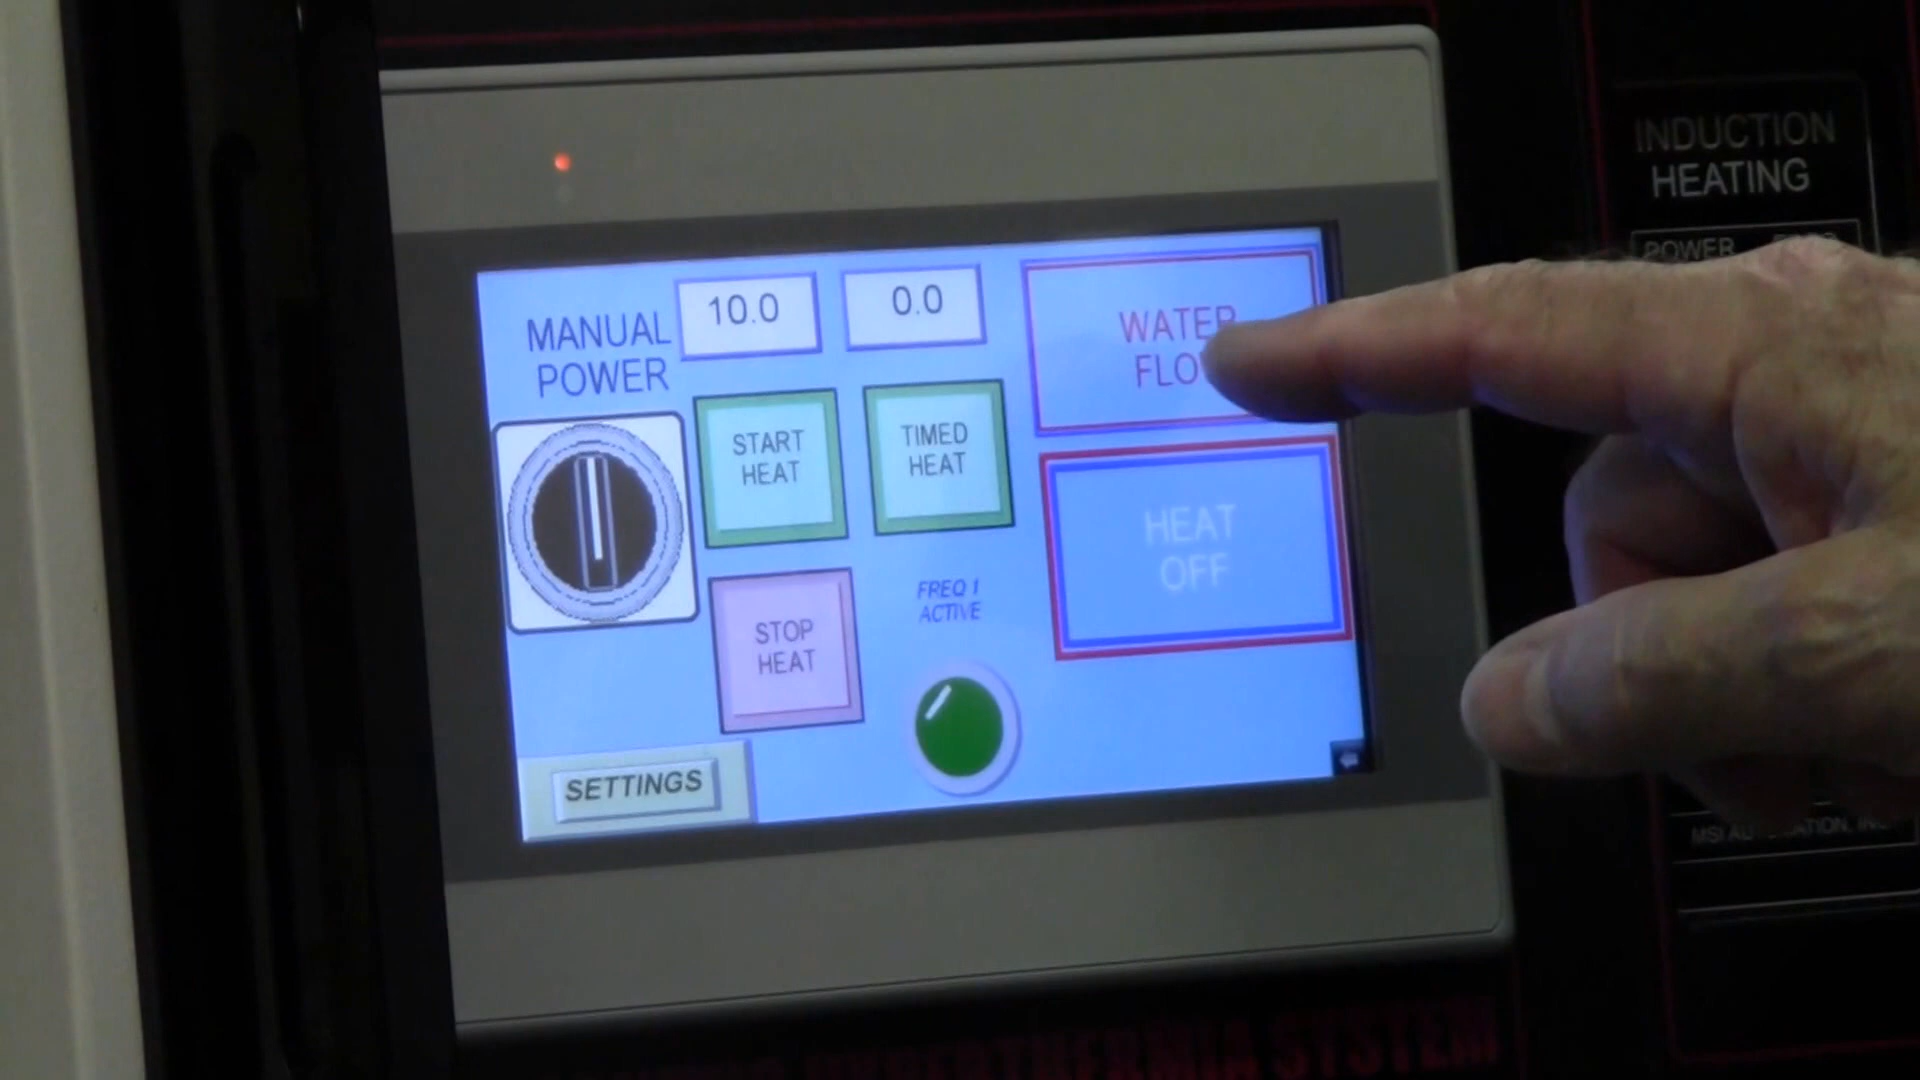 MANUAL
POWER
10.0
0.0
WATER
START
HEAT
TIMED
HEAT
HEAT
OFF
FREQ 1
ACTIVE
STOP
HEAT
SETTINGS
INDUCTION
HEATING
POWER
SYSTEM